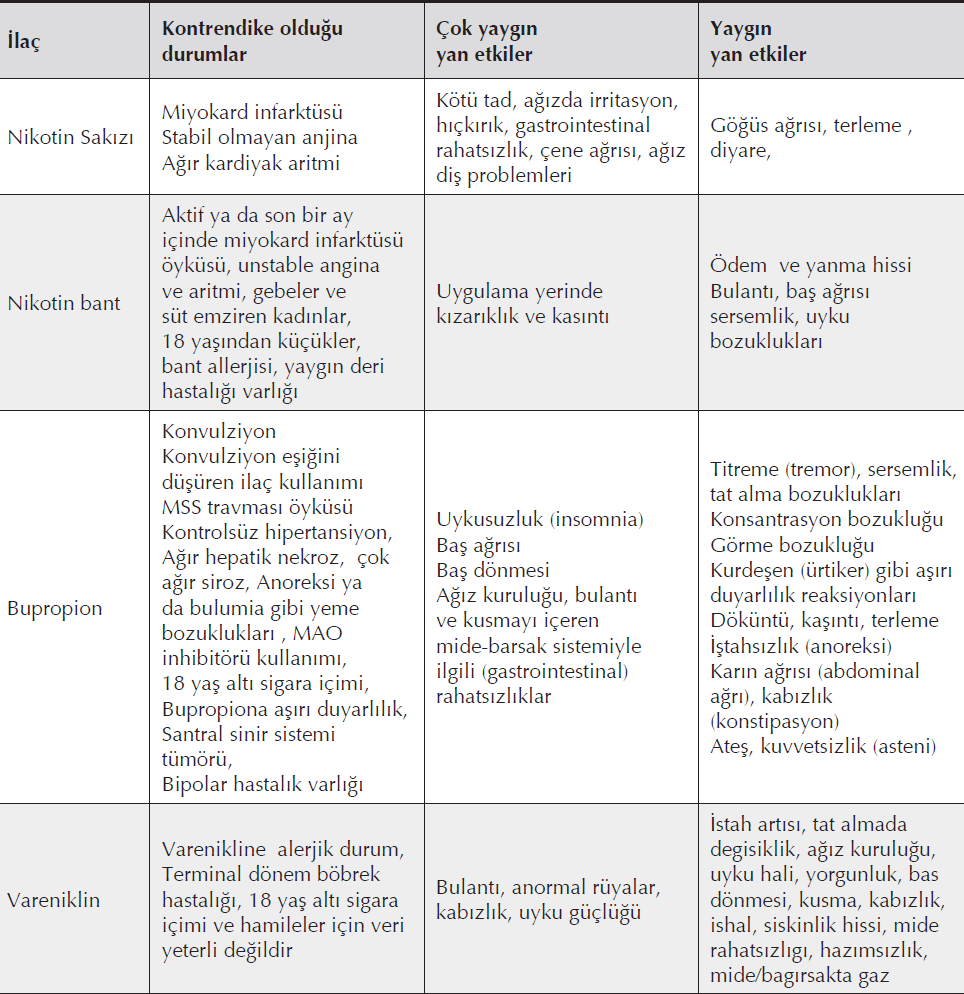 İlaç
Kontrendike olduğu
durumlar
Çok yaygın
yan etkiler
Yaygın
yan etkiler
Nikotin Sakızı
Miyokard infarktüsü
Stabil olmayan anjina
Ağır kardiyak aritmi
Kötü tad, ağızda irritasyon,
hıçkırık, gastrointestinal
rahatsızlık, çene ağrısı, ağız
diş problemleri
Göğüs ağrısı, terleme ,
diyare,
Nikotin bant
Aktif ya da son bir ay
içinde miyokard infarktüsü
öyküsü, unstable angina
ve aritmi, gebeler ve
süt emziren kadınlar,
18 yaşından küçükler,
bant allerjisi, yaygın deri
hastalığı varlığı
Uygulama yerinde
kızarıklık ve kasıntı
Ödem  ve yanma hissi
Bulantı, baş ağrısı
sersemlik, uyku
bozuklukları
Bupropion
Konvulziyon
Konvulziyon eşiğini
düşüren ilaç kullanımı
MSS travması öyküsü
Kontrolsüz hipertansiyon,
Ağır hepatik nekroz,  çok
ağır siroz, Anoreksi ya
da bulumia gibi yeme
bozuklukları , MAO
inhibitörü kullanımı,
18 yaş altı sigara içimi,
Bupropiona aşırı duyarlılık,
Santral sinir sistemi
tümörü,
Bipolar hastalık varlığı
Uykusuzluk (insomnia)
Baş ağrısı
Baş dönmesi
Ağız kuruluğu, bulantı
ve kusmayı içeren
mide-barsak sistemiyle
ilgili (gastrointestinal)
rahatsızlıklar
Titreme (tremor), sersemlik,
tat alma bozuklukları
Konsantrasyon bozukluğu
Görme bozukluğu
Kurdeşen (ürtiker) gibi aşırı
duyarlılık reaksiyonları
Döküntü, kaşıntı, terleme
İştahsızlık (anoreksi)
Karın ağrısı (abdominal
ağrı), kabızlık
(konstipasyon)
Ateş, kuvvetsizlik (asteni)
Vareniklin
Varenikline  alerjik durum,
Terminal dönem böbrek
hastalığı, 18 yaş altı sigara
içimi ve hamileler için veri
yeterli değildir
Bulantı, anormal rüyalar,
kabızlık, uyku güçlüğü
İstah artısı, tat almada
degisiklik, ağız kuruluğu,
uyku hali, yorgunluk, bas
dönmesi, kusma, kabızlık,
ishal, siskinlik hissi, mide
rahatsızlıgı, hazımsızlık,
mide/bagırsakta gaz